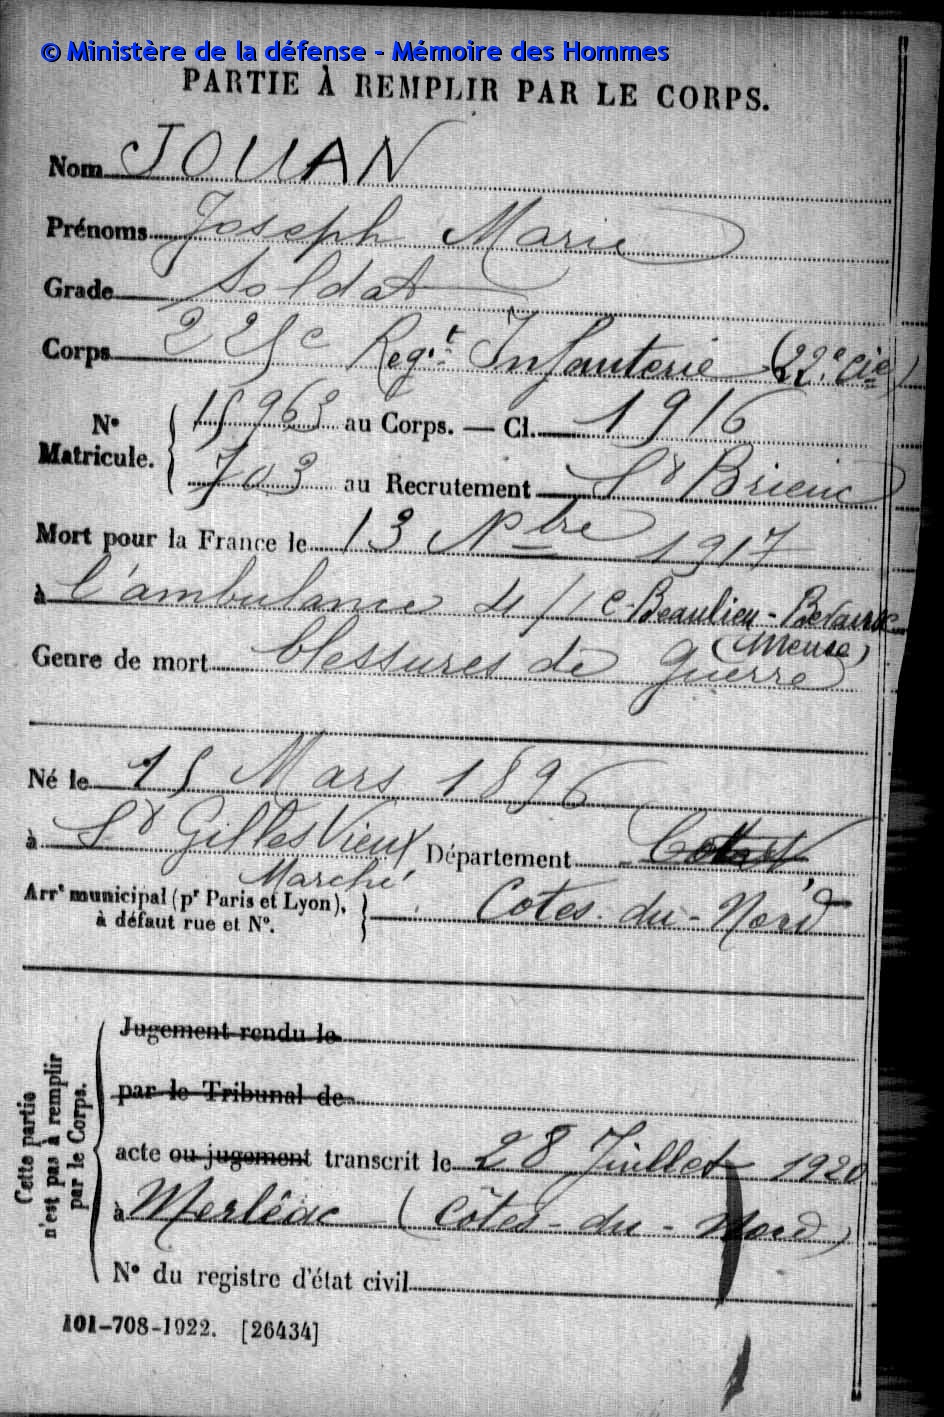 © Ministère de la défense - Mémoire des Hommes
PARTIE À REMPLIR PAR LE CORPS.
Nom JOUAN
Prénoms Joseph Marie
Grade Soldat
Corps 225e Regt Infanterie (22e Cie)
N° Matricule. 15963 au Corps. — Cl. 1916
703 au Recrutement St Brieuc
Mort pour la France le 13 Nbre 1917
à l'ambulance 4/ Beaulieu-
(Meuse)
Genre de mort blessures de Guerre
Né le 15 Mars 1896
à St Gilles Vieux Département
Marché
Arrt municipal (pr Paris et Lyon), à défaut rue et N°. Cotes-du-Nord
Cette partie n'est pas à remplir par le Corps.
Jugement rendu le
par le Tribunal de
acte ou jugement transcrit le 28 Juillet 1920
à Merléac (Côtes-du-Nord)
N° du registre d'état civil
101-708-1922. [26434]